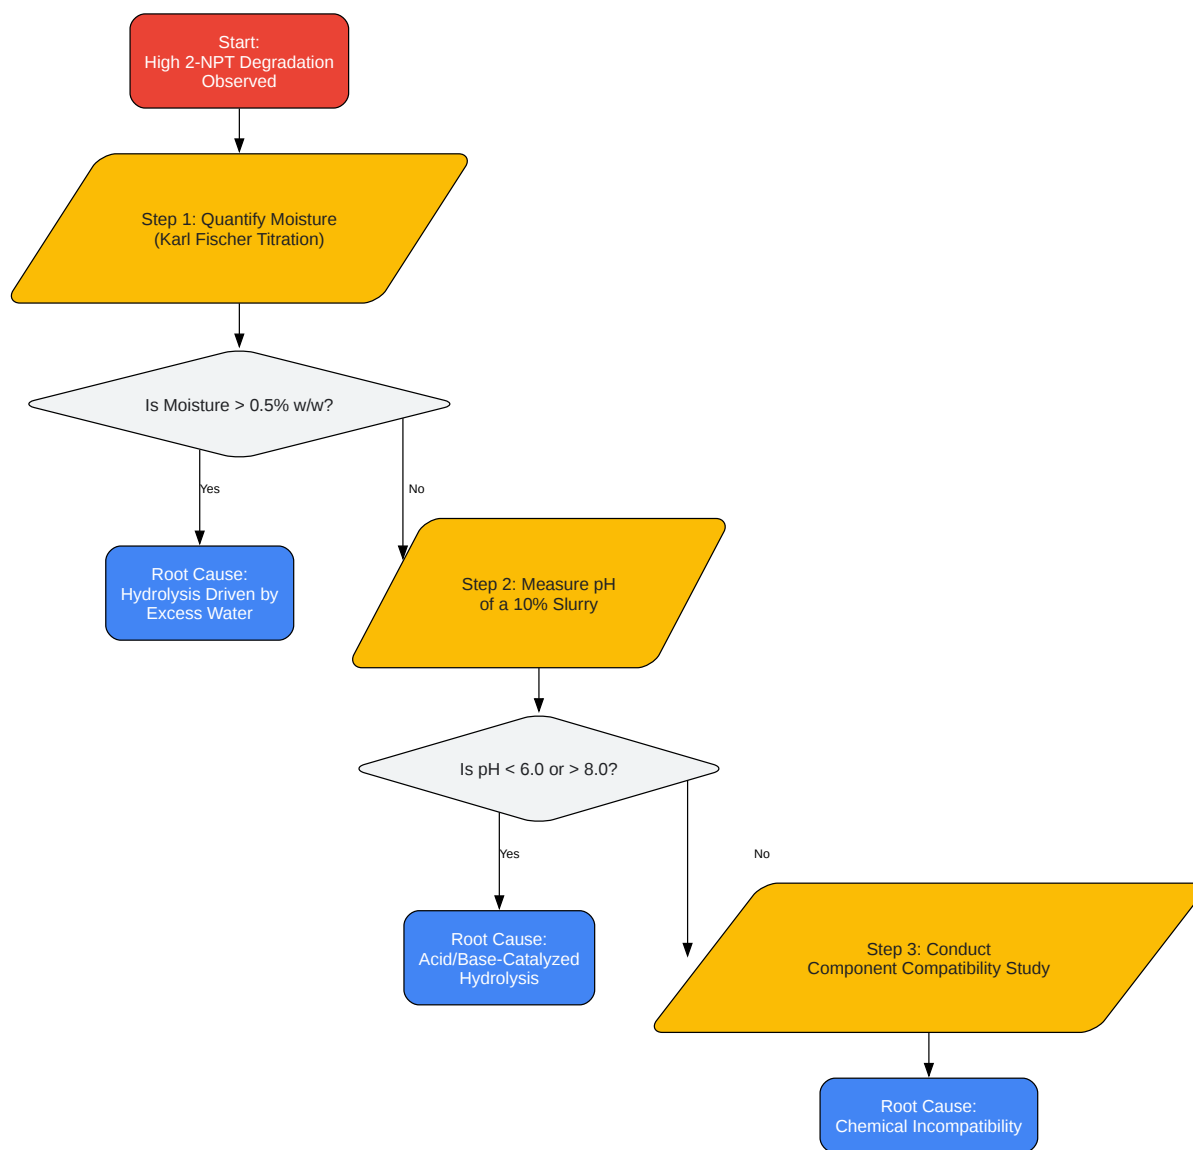 Start:
High 2-NPT Degradation
Observed
Step 1: Quantify Moisture
(Karl Fischer Titration)
Is Moisture > 0.5% w/w?
Yes
No
Root Cause:
Hydrolysis Driven by
Excess Water
Step 2: Measure pH
of a 10% Slurry
Is pH < 6.0 or > 8.0?
Yes
No
Root Cause:
Acid/Base-Catalyzed
Hydrolysis
Step 3: Conduct
Component Compatibility Study
Root Cause:
Chemical Incompatibility